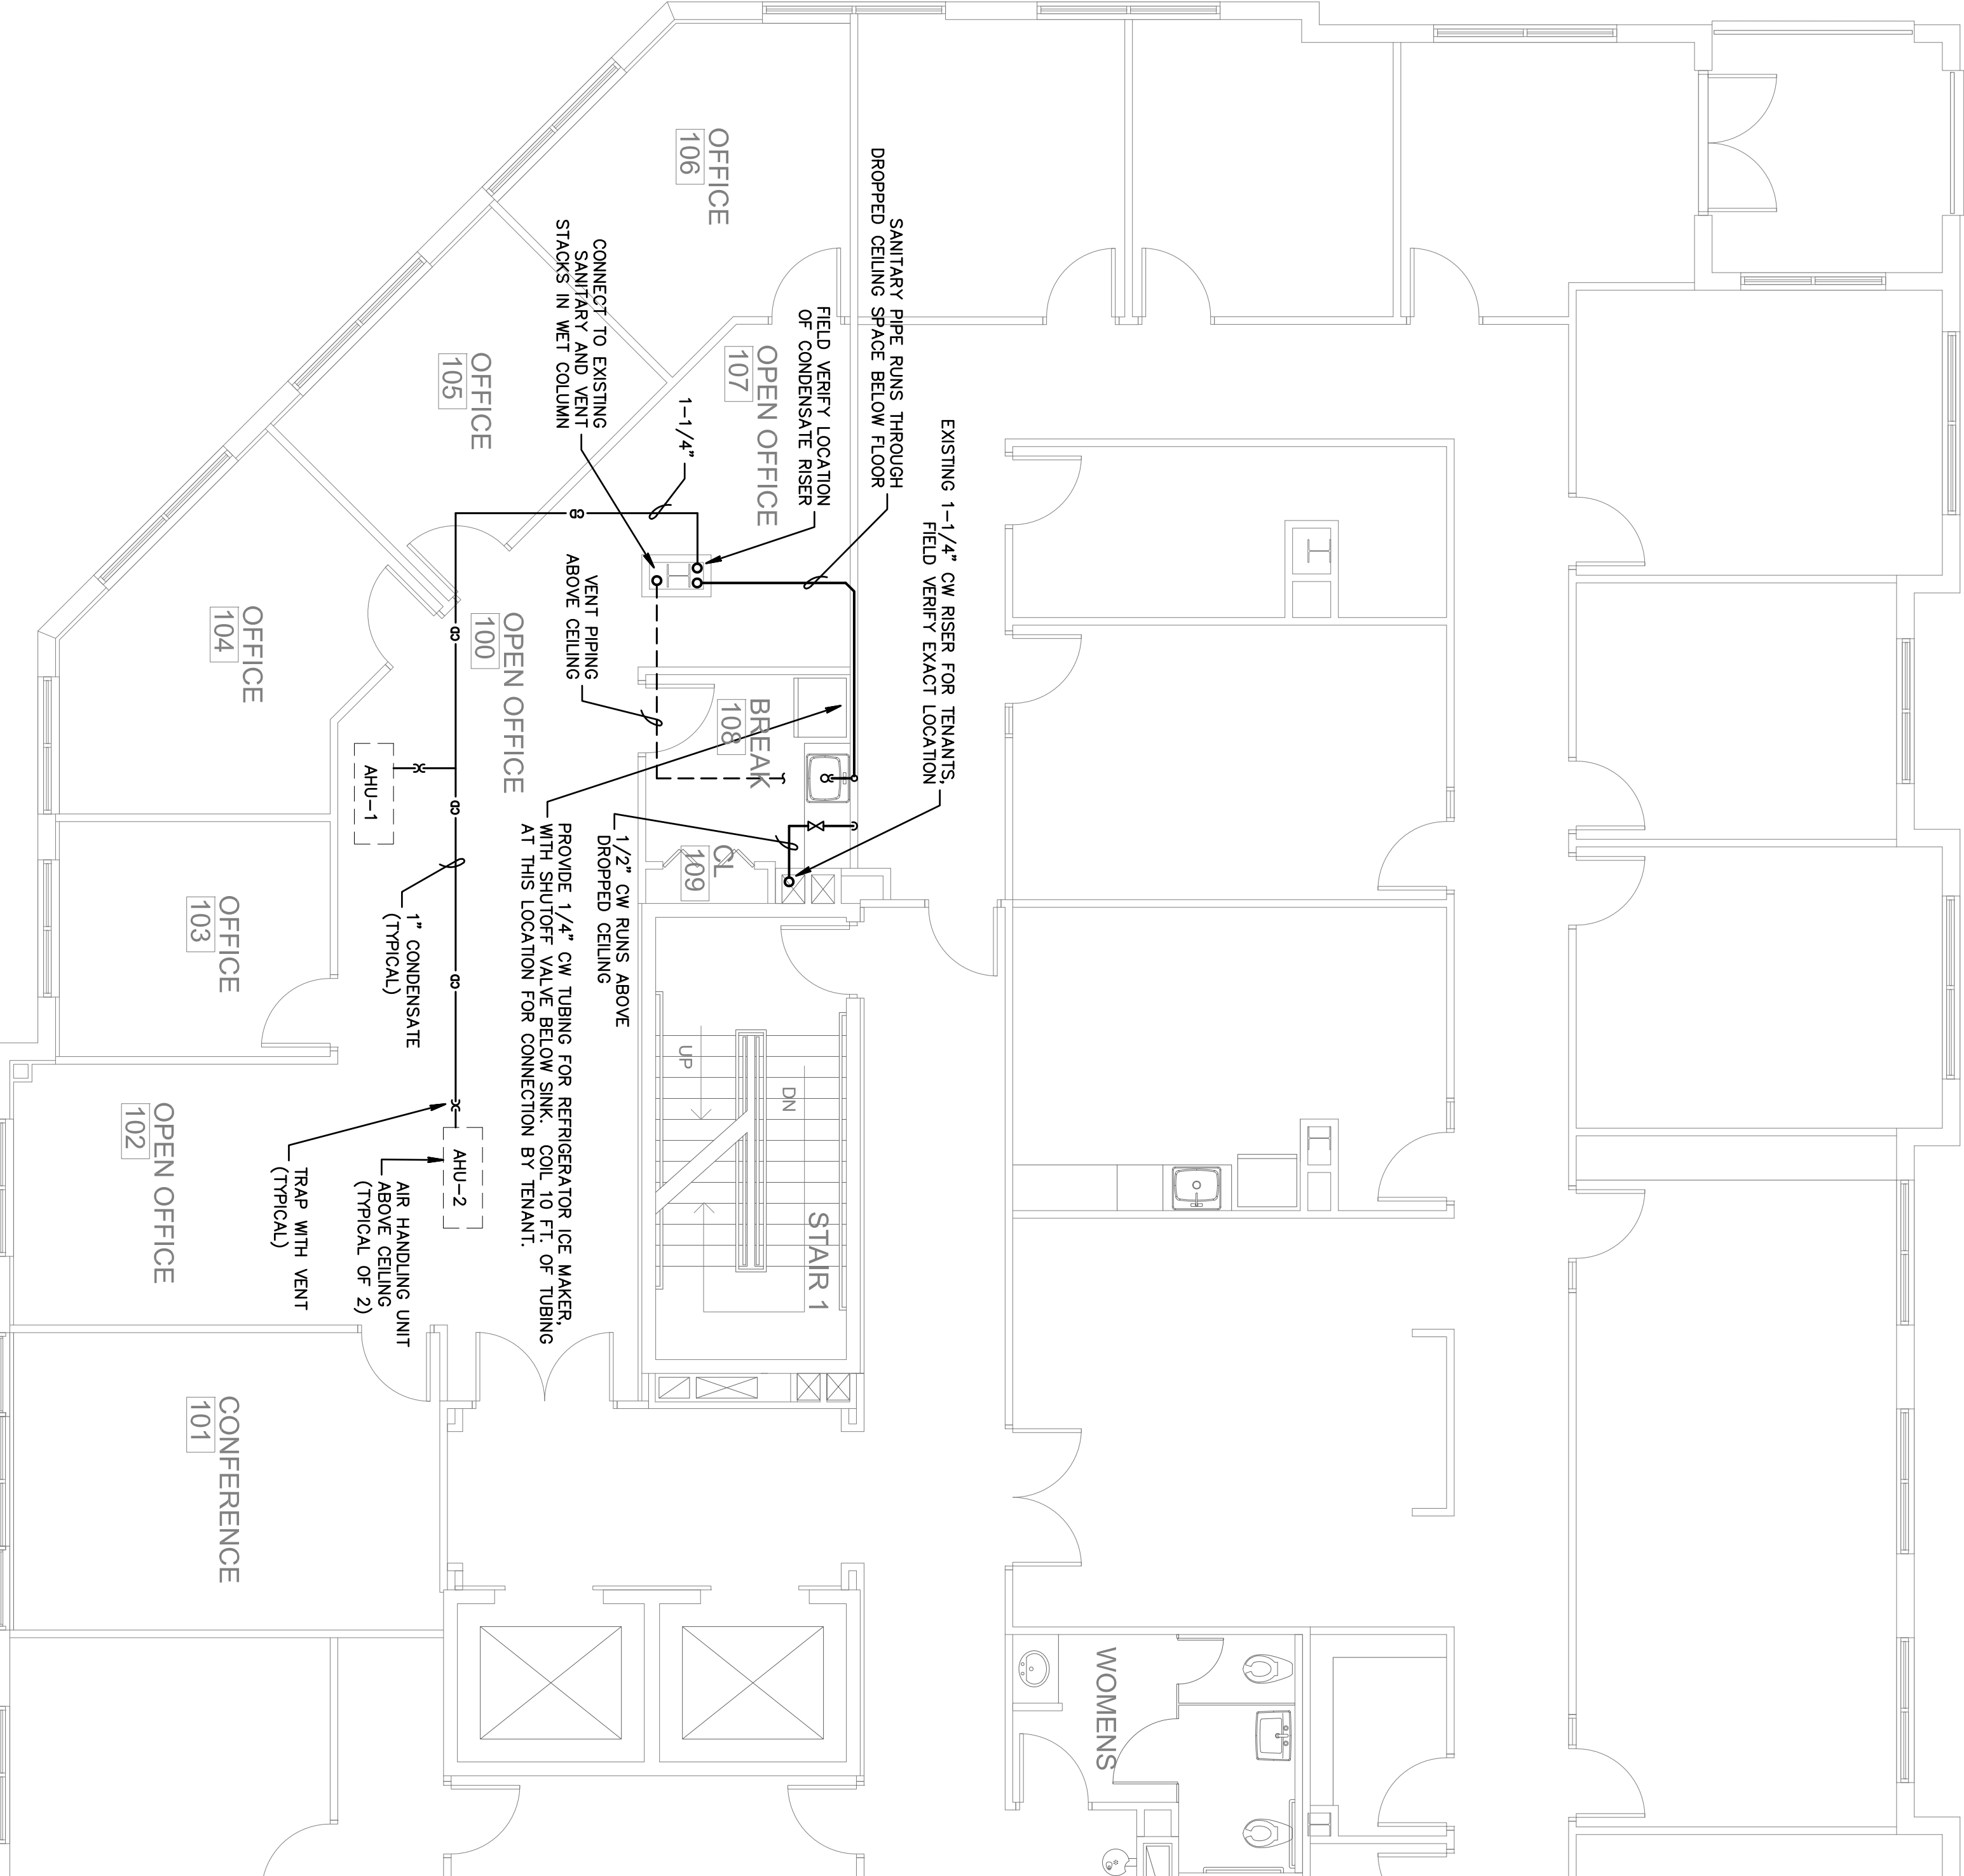 SANITARY PIPE RUNS THROUGH
DROPPED CEILING SPACE BELOW FLOOR
EXISTING 1-1/4" CW RISER FOR TENANTS,
FIELD VERIFY EXACT LOCATION
FIELD VERIFY LOCATION
OF CONDENSATE RISER
OFFICE
106
OPEN OFFICE
107
BREAK
108
CL
109
STAIR 1
DN
UP
WOMENS
1-1/4"
CONNECT TO EXISTING
SANITARY AND VENT
STACKS IN WET COLUMN
VENT PIPING
ABOVE CEILING
1/2" CW RUNS ABOVE
DROPPED CEILING
PROVIDE 1/4" CW TUBING FOR REFRIGERATOR ICE MAKER,
WITH SHUTOFF VALVE BELOW SINK. COIL 10 FT. OF TUBING
AT THIS LOCATION FOR CONNECTION BY TENANT.
OFFICE
105
OPEN OFFICE
100
AHU-1
AHU-2
1" CONDENSATE
(TYPICAL)
AIR HANDLING UNIT
ABOVE CEILING
(TYPICAL OF 2)
TRAP WITH VENT
(TYPICAL)
OFFICE
104
OFFICE
103
OPEN OFFICE
102
CONFERENCE
101